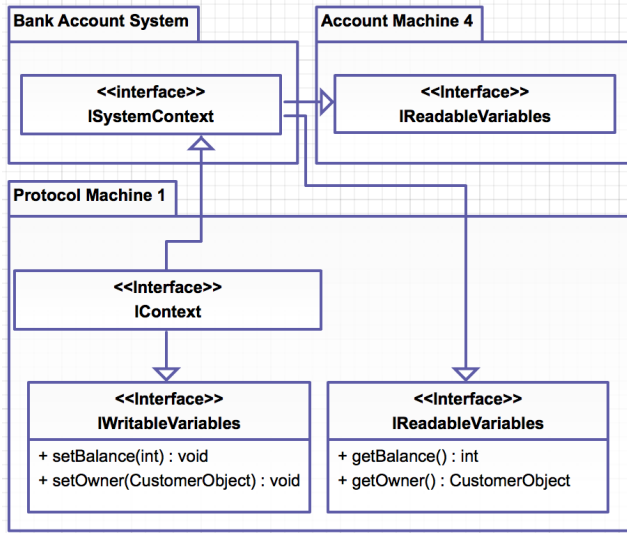 Bank Account System
Account Machine 4
<<interface>>
ISystemContext
<<Interface>>
IReadableVariables
Protocol Machine 1
<<Interface>>
IContext
<<Interface>>
IWritableVariables
+ setBalance(int) : void
+ setOwner(CustomerObject) : void
<<Interface>>
IReadableVariables
+ getBalance() : int
+ getOwner() : CustomerObject